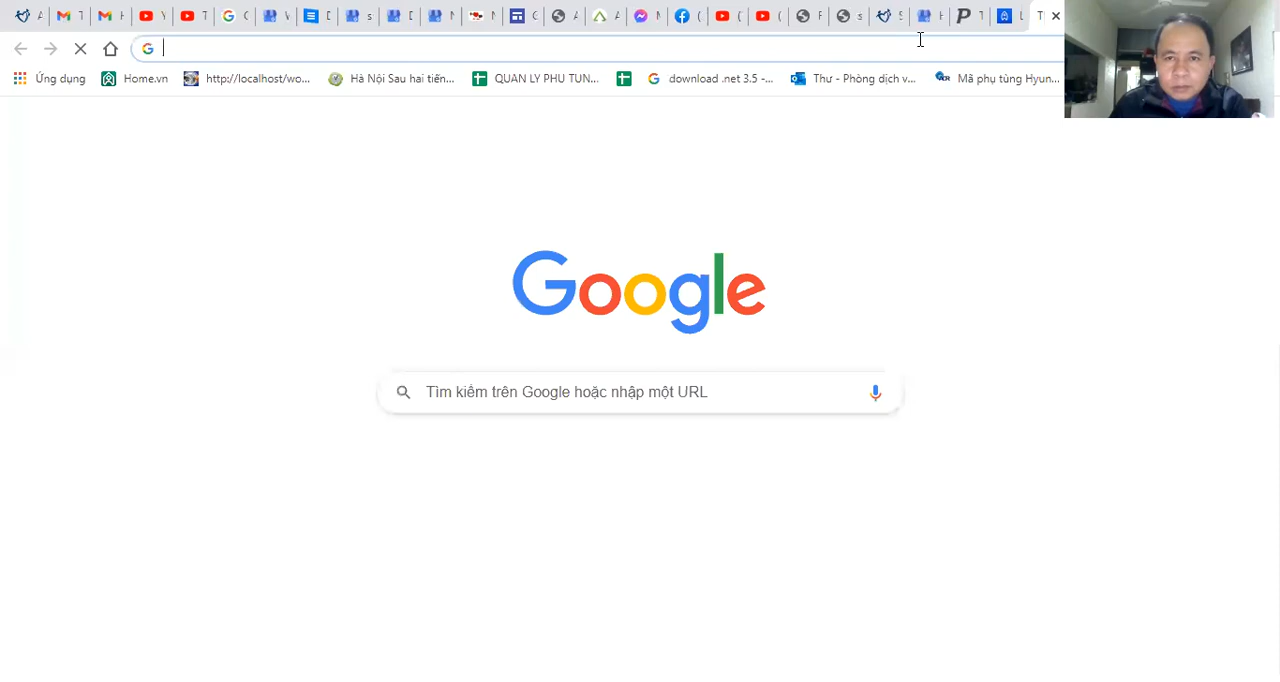 Ứng dụng
Home.vn
http://localhost/wo...
Hà Nội Sau hai tiến...
QUAN LY PHU TUN...
download .net 3.5 -...
Thư - Phòng dịch v...
Mã phụ tùng Hyun...
Google
Tìm kiếm trên Google hoặc nhập một URL